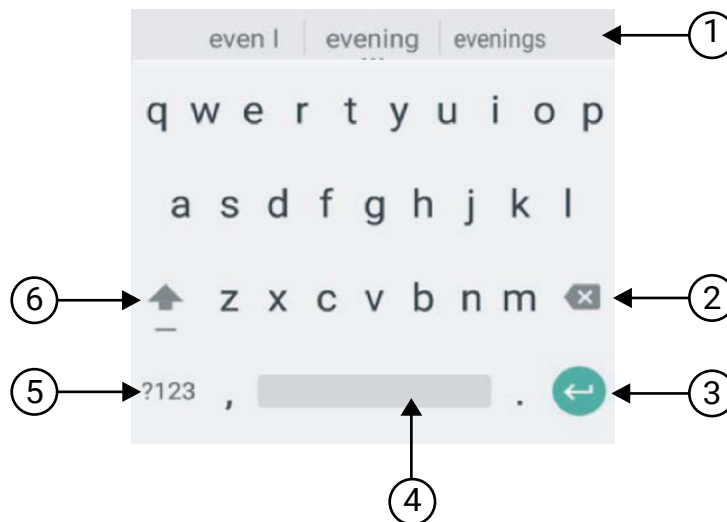 even I evening evenings 1
q w e r t y u i o p
a s d f g h j k l
6 z x c v b n m 2
5 ?123 , . 3
4